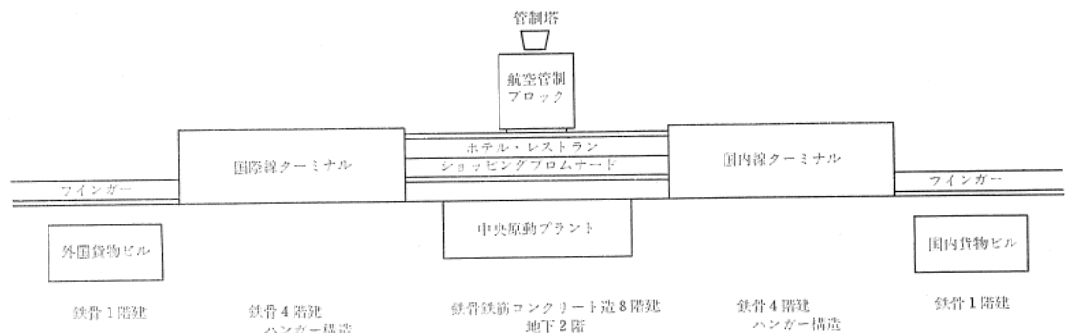 管制塔
航空管制
ブロック
ホテル・レストラン
国際線ターミナル
国内線ターミナル
ショッピングプロムナード
フインガー
フインガー
中央原動プラント
外国貨物ビル
国内貨物ビル
鉄骨1階建
鉄骨4階建
ハンガー構造
鉄骨鉄筋コンクリート造8階建
地下2階
鉄骨4階建
ハンガー構造
鉄骨1階建